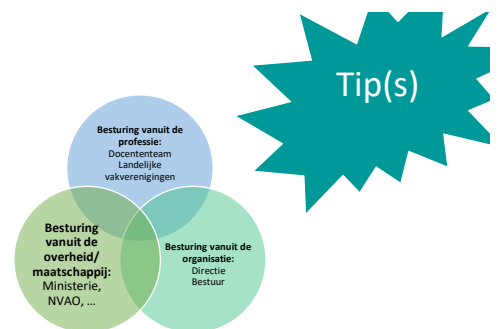 Tip(s)
Besturing vanuit de
professie:
Docententeam
Landelijke
vakverenigingen
Besturing
vanuit de
overheid/
maatschappij:
Ministerie,
NVAO, ...
Besturing vanuit de
organisatie:
Directie
Bestuur